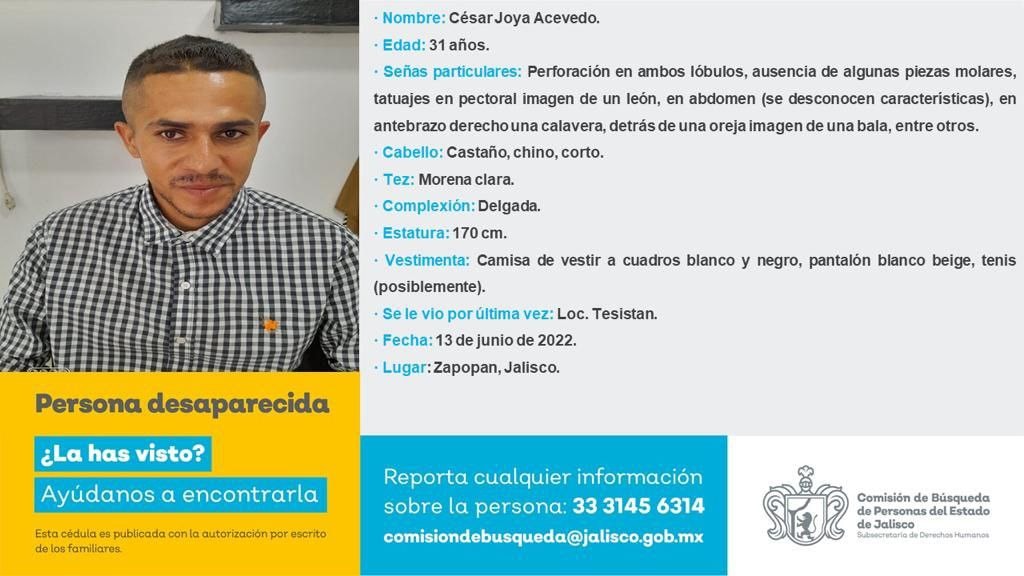 · Nombre: César Joya Acevedo.
· Edad: 31 años.
· Señas particulares: Perforación en ambos lóbulos, ausencia de algunas piezas molares,
tatuajes en pectoral imagen de un león, en abdomen (se desconocen características), en
antebrazo derecho una calavera, detrás de una oreja imagen de una bala, entre otros.
· Cabello: Castaño, chino, corto.
· Tez: Morena clara.
· Complexión: Delgada.
· Estatura: 170 cm.
· Vestimenta: Camisa de vestir a cuadros blanco y negro, pantalón blanco beige, tenis
(posiblemente).
· Se le vio por última vez: Loc. Tesistan.
· Fecha: 13 de junio de 2022.
· Lugar: Zapopan, Jalisco.
Persona desaparecida
¿La has visto?
Ayúdanos a encontrarla
Esta cédula es publicada con la autorización por escrito
de los familiares.
Reporta cualquier información
sobre la persona: 33 3145 6314
comisiondebusqueda@jalisco.gob.mx
Comisión de Búsqueda
de Personas del Estado
de Jalisco
Subsecretaría de Derechos Humanos